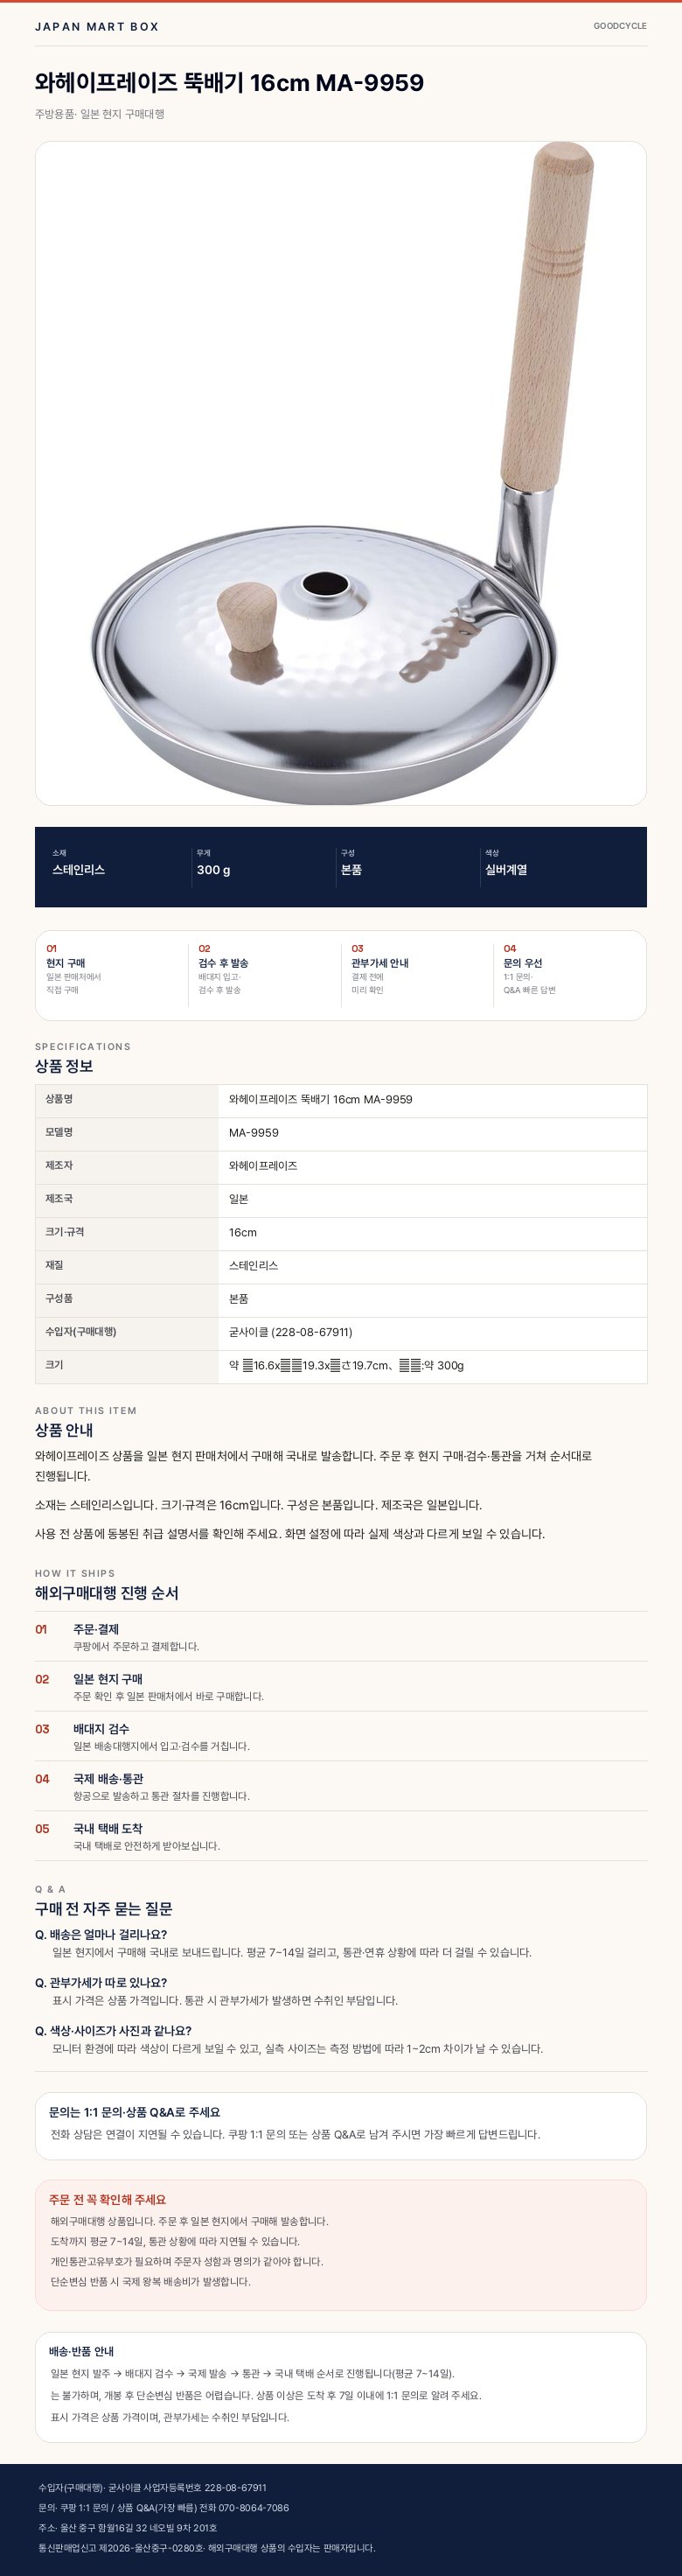 JAPAN MART BOX
GOODCYCLE
와헤이프레이즈 뚝배기 16cm MA-9959
주방용품· 일본 현지 구매대행
소재
스테인리스
무게
300 g
구성
본품
색상
실버계열
01
현지 구매
일본 판매처에서
직접 구매
02
검수 후 발송
배대지 입고·
검수 후 발송
03
관부가세 안내
결제 전에
미리 확인
04
문의 우선
1:1 문의·
Q&A 빠른 답변
SPECIFICATIONS
상품 정보
상품명 와헤이프레이즈 뚝배기 16cm MA-9959
모델명 MA-9959
제조자 와헤이프레이즈
제조국 일본
크기·규격 16cm
재질 스테인리스
구성품 본품
수입자(구매대행) 굳사이클 (228-08-67911)
크기 약 16.6x 19.3x さ19.7cm、 :약 300g
ABOUT THIS ITEM
상품 안내
와헤이프레이즈 상품을 일본 현지 판매처에서 구매해 국내로 발송합니다. 주문 후 현지 구매·검수·통관을 거쳐 순서대로
진행됩니다.
소재는 스테인리스입니다. 크기·규격은 16cm입니다. 구성은 본품입니다. 제조국은 일본입니다.
사용 전 상품에 동봉된 취급 설명서를 확인해 주세요. 화면 설정에 따라 실제 색상과 다르게 보일 수 있습니다.
HOW IT SHIPS
해외구매대행 진행 순서
01 주문·결제
쿠팡에서 주문하고 결제합니다.
02 일본 현지 구매
주문 확인 후 일본 판매처에서 바로 구매합니다.
03 배대지 검수
일본 배송대행지에서 입고·검수를 거칩니다.
04 국제 배송·통관
항공으로 발송하고 통관 절차를 진행합니다.
05 국내 택배 도착
국내 택배로 안전하게 받아보십니다.
Q & A
구매 전 자주 묻는 질문
Q. 배송은 얼마나 걸리나요?
일본 현지에서 구매해 국내로 보내드립니다. 평균 7~14일 걸리고, 통관·연휴 상황에 따라 더 걸릴 수 있습니다.
Q. 관부가세가 따로 있나요?
표시 가격은 상품 가격입니다. 통관 시 관부가세가 발생하면 수취인 부담입니다.
Q. 색상·사이즈가 사진과 같나요?
모니터 환경에 따라 색상이 다르게 보일 수 있고, 실측 사이즈는 측정 방법에 따라 1~2cm 차이가 날 수 있습니다.
문의는 1:1 문의·상품 Q&A로 주세요
전화 상담은 연결이 지연될 수 있습니다. 쿠팡 1:1 문의 또는 상품 Q&A로 남겨 주시면 가장 빠르게 답변드립니다.
주문 전 꼭 확인해 주세요
해외구매대행 상품입니다. 주문 후 일본 현지에서 구매해 발송합니다.
도착까지 평균 7~14일, 통관 상황에 따라 지연될 수 있습니다.
개인통관고유부호가 필요하며 주문자 성함과 명의가 같아야 합니다.
단순변심 반품 시 국제 왕복 배송비가 발생합니다.
배송·반품 안내
일본 현지 발주 → 배대지 검수 → 국제 발송 → 통관 → 국내 택배 순서로 진행됩니다(평균 7~14일).
는 불가하며, 개봉 후 단순변심 반품은 어렵습니다. 상품 이상은 도착 후 7일 이내에 1:1 문의로 알려 주세요.
표시 가격은 상품 가격이며, 관부가세는 수취인 부담입니다.
수입자(구매대행)· 굳사이클 사업자등록번호 228-08-67911
문의· 쿠팡 1:1 문의 / 상품 Q&A(가장 빠름) 전화 070-8064-7086
주소· 울산 중구 함월16길 32 네오빌 9차 201호
통신판매업신고 제2026-울산중구-0280호· 해외구매대행 상품의 수입자는 판매자입니다.